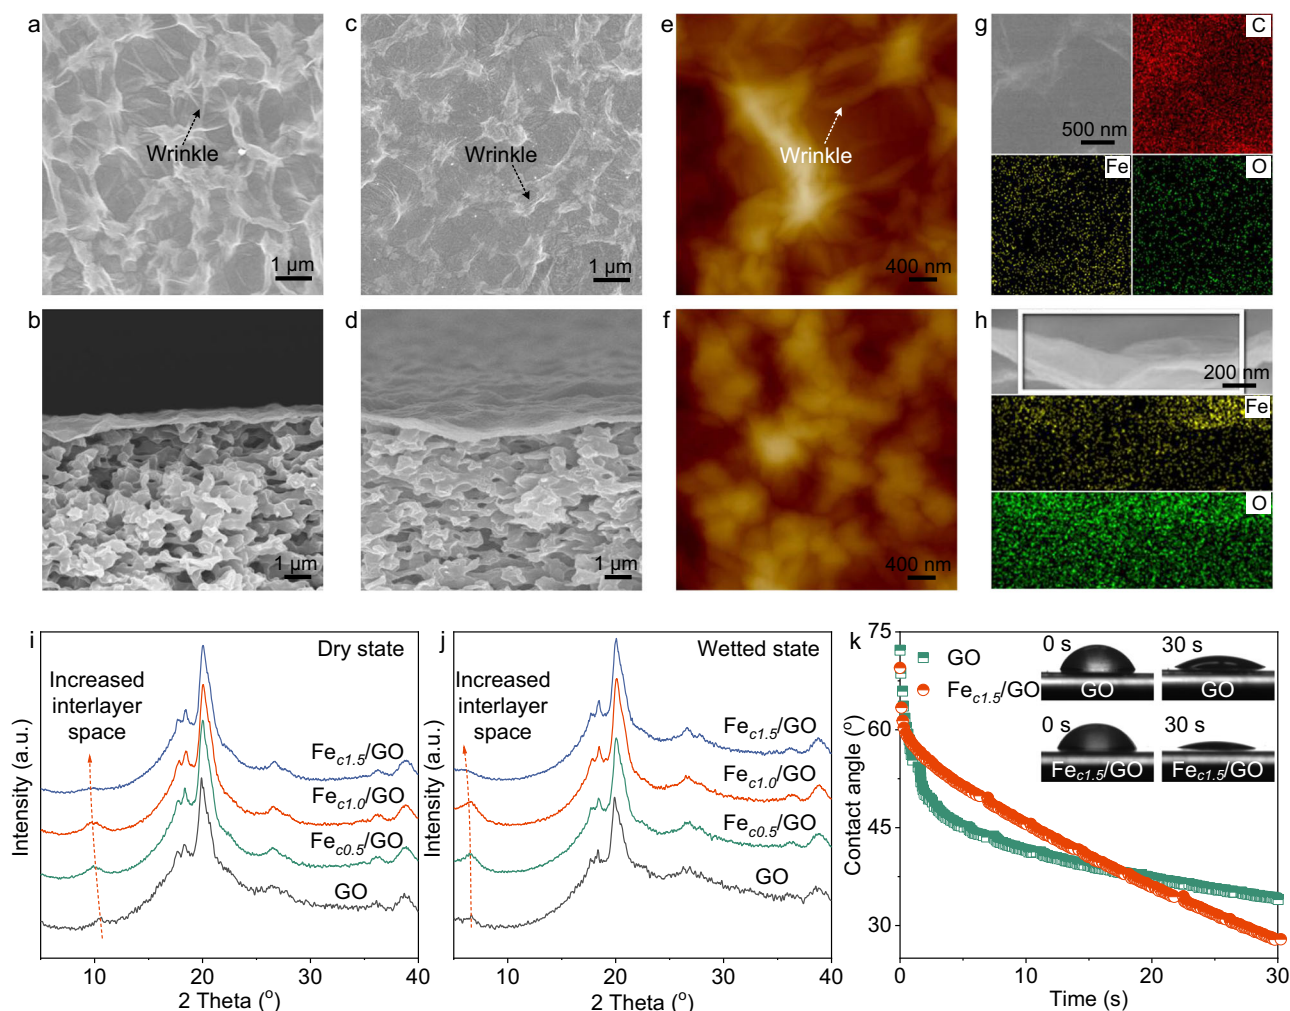 a
Wrinkle
1 μm
c
Wrinkle
1 μm
e
Wrinkle
400 nm
g
C
500 nm
Fe
O
b
1 μm
d
1 μm
f
400 nm
h
200 nm
Fe
O
i
Dry state
Increased
interlayer
space
Fec1.5/GO
Fec1.0/GO
Fec0.5/GO
GO
Intensity (a.u.)
10
20
30
40
2 Theta (o)
j
Wetted state
Increased
interlayer
space
Fec1.5/GO
Fec1.0/GO
Fec0.5/GO
GO
Intensity (a.u.)
10
20
30
40
2 Theta (o)
k
75
60
45
30
Contact angle (o)
GO
Fec1.5/GO
0 s
GO
30 s
GO
0 s
Fec1.5/GO
30 s
Fec1.5/GO
0
10
20
30
Time (s)